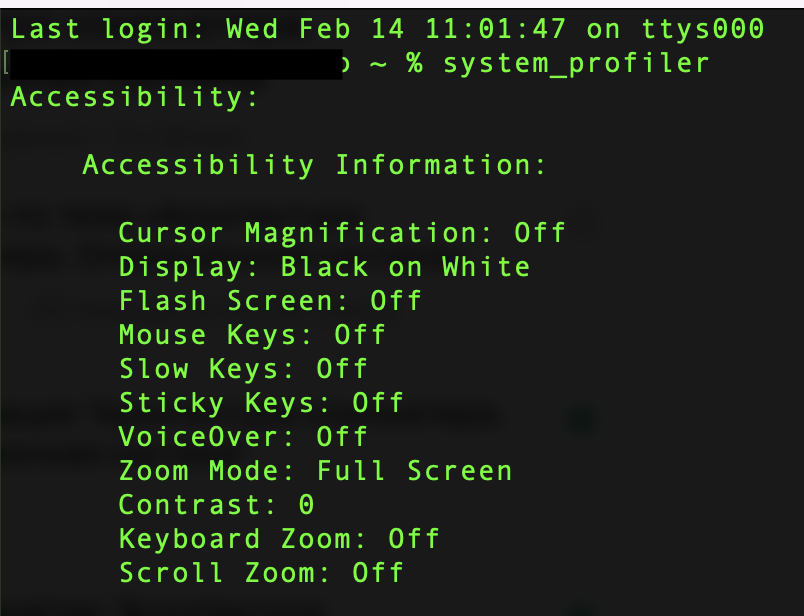 Last login: Wed Feb 14 11:01:47 on ttys000
~ % system_profiler
Accessibility:
Accessibility Information:
Cursor Magnification: Off
Display: Black on White
Flash Screen: Off
Mouse Keys: Off
Slow Keys: Off
Sticky Keys: Off
VoiceOver: Off
Zoom Mode: Full Screen
Contrast: 0
Keyboard Zoom: Off
Scroll Zoom: Off